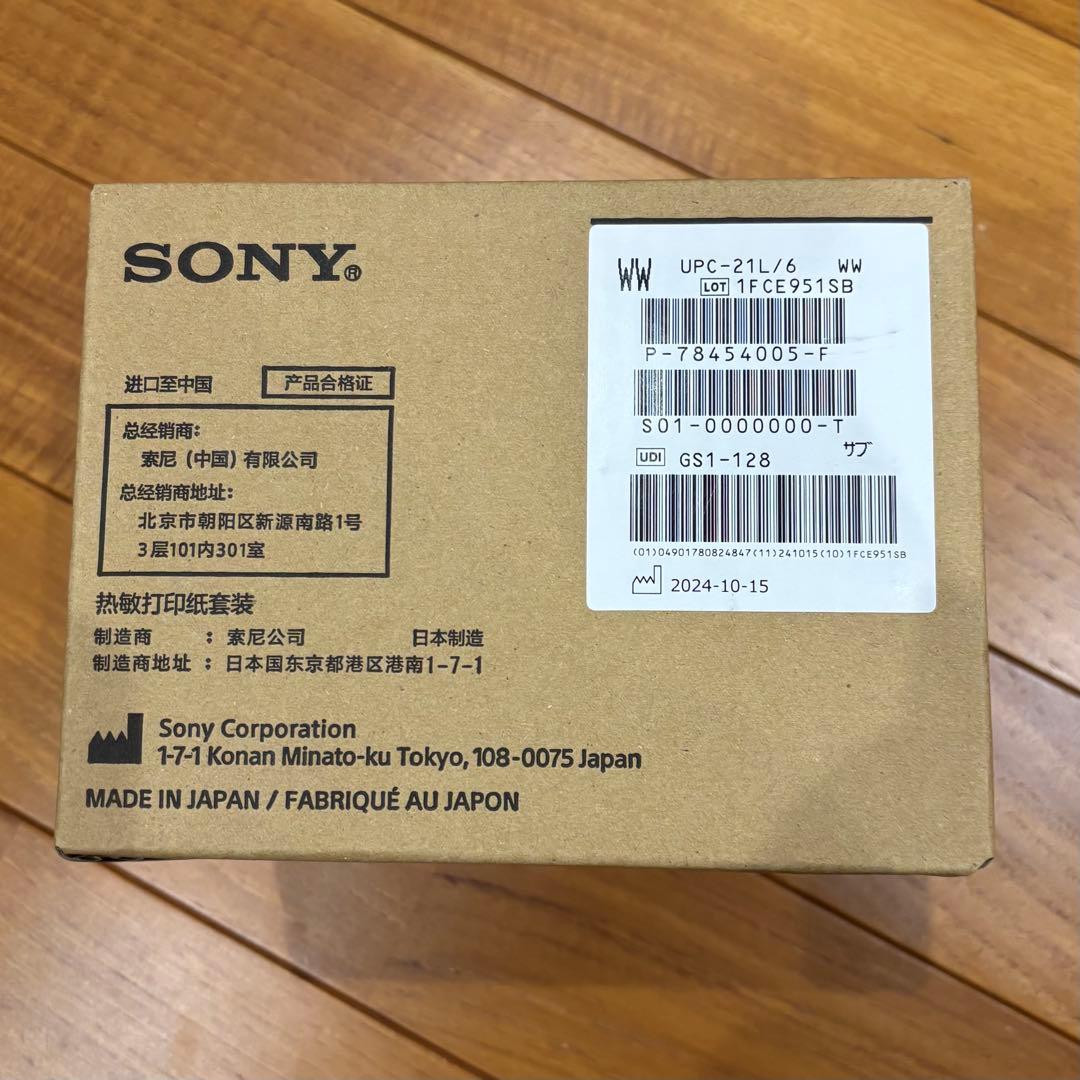 SONY®
进口至中国 产品合格证
总经销商：
索尼（中国）有限公司
总经销商地址：
北京市朝阳区新源南路1号
3层101内301室
热敏打印纸套装
制造商 ： 索尼公司 日本制造
制造商地址 ： 日本国东京都港区港南1-7-1
Sony Corporation
1-7-1 Konan Minato-ku Tokyo, 108-0075 Japan
MADE IN JAPAN / FABRIQUÉ AU JAPON
WW UPC-21L/6 WW
LOT 1FCE951SB
P-78454005-F
S01-0000000-T
サブ
UDI GS1-128
(01)04901780824847(11)241015(10)1FCE951SB
2024-10-15